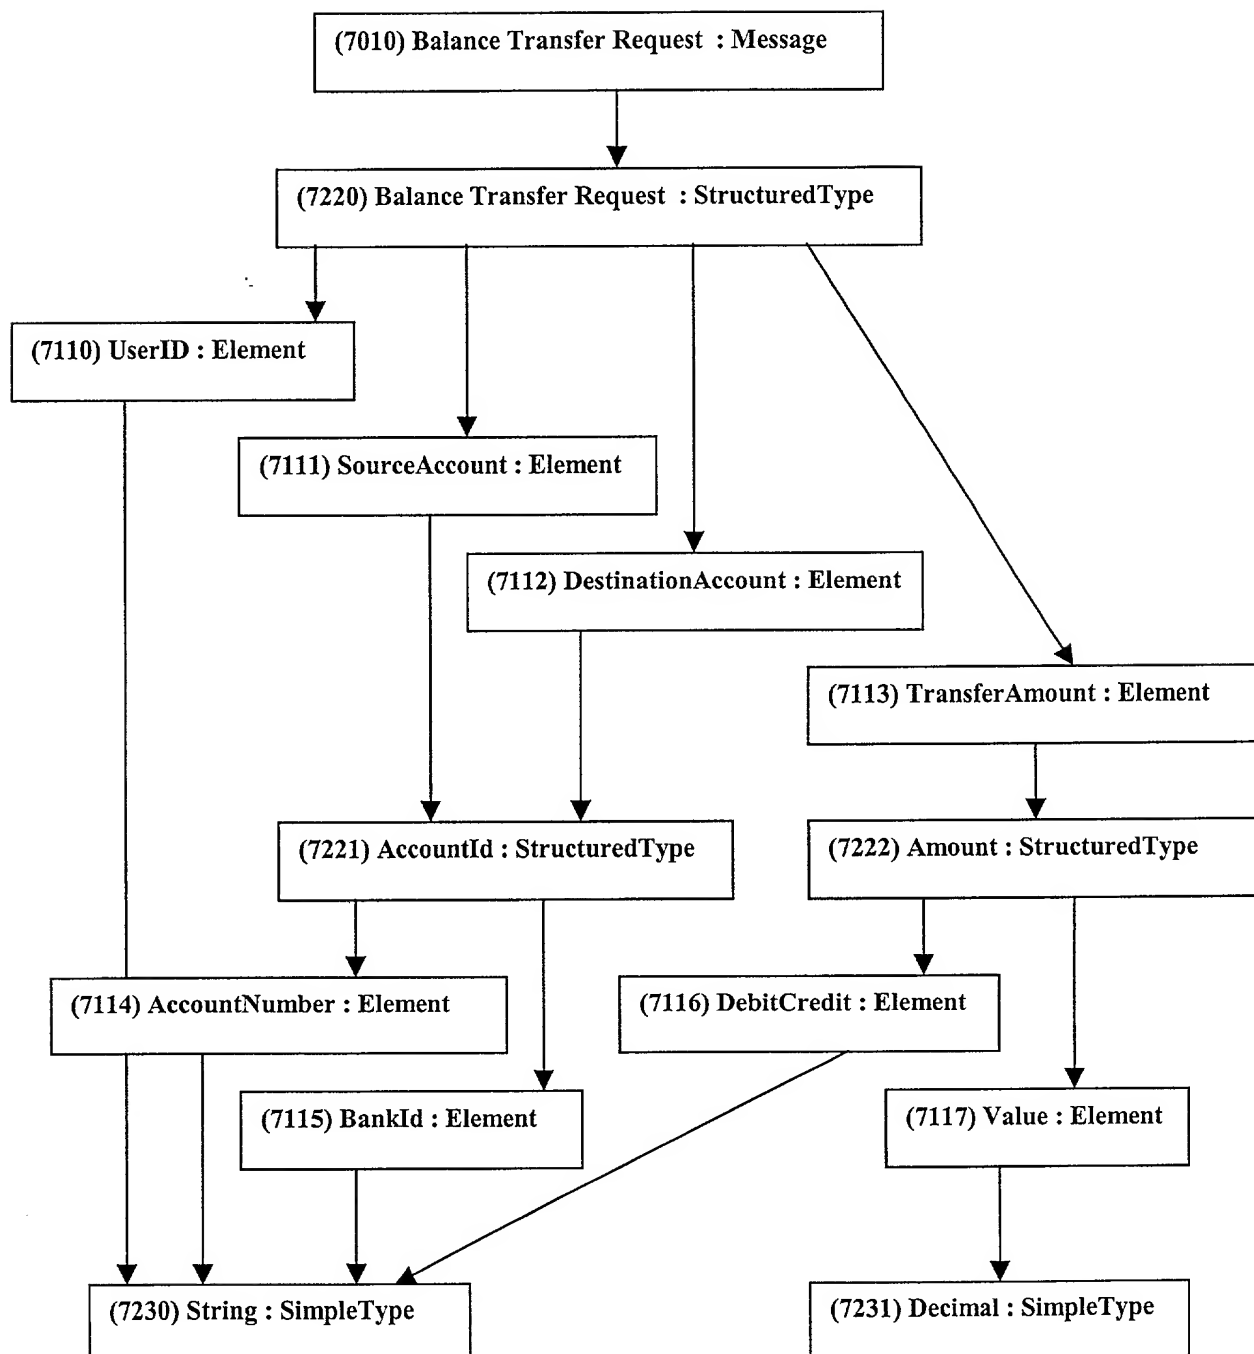 (7010) Balance Transfer Request : Message
(7220) Balance Transfer Request : StructuredType
(7110) UserID : Element
(7111) SourceAccount : Element
(7112) DestinationAccount : Element
(7113) TransferAmount : Element
(7221) AccountId : StructuredType
(7222) Amount : StructuredType
(7114) AccountNumber : Element
(7116) DebitCredit : Element
(7115) BankId : Element
(7117) Value : Element
(7230) String : SimpleType
(7231) Decimal : SimpleType